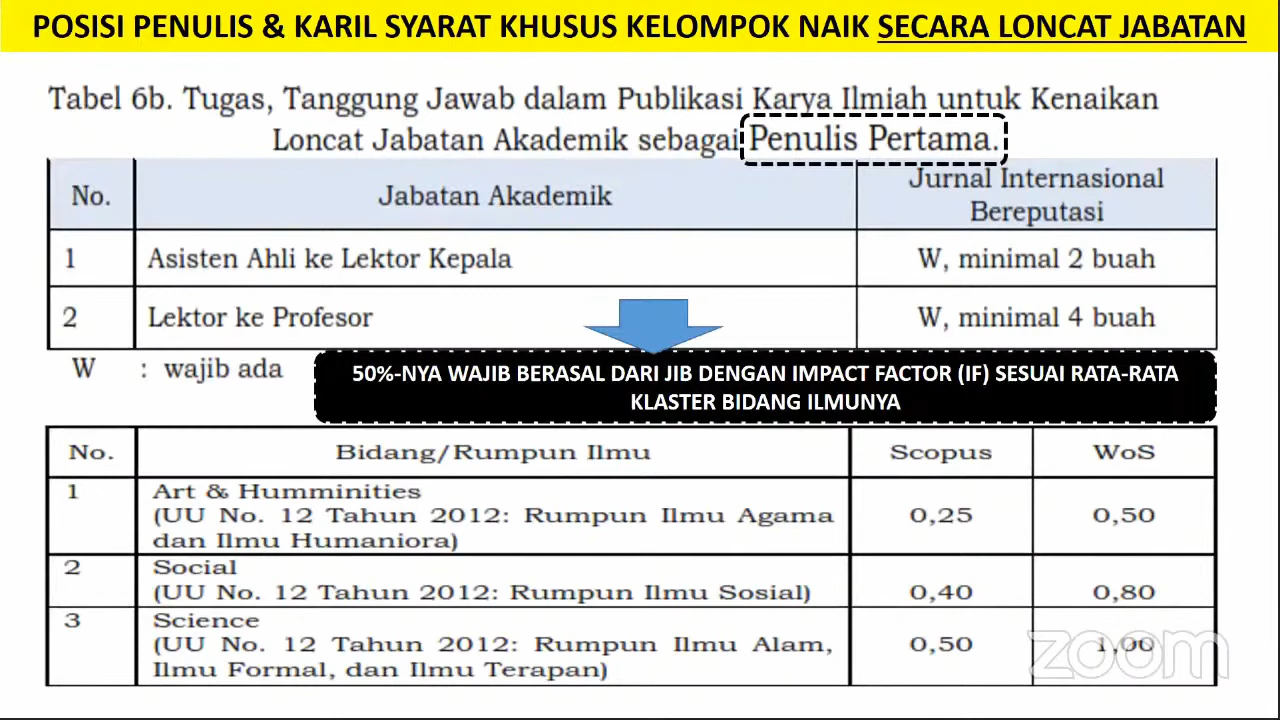 POSISI PENULIS & KARIL SYARAT KHUSUS KELOMPOK NAIK SECARA LONCAT JABATAN
Tabel 6b. Tugas, Tanggung Jawab dalam Publikasi Karya Ilmiah untuk Kenaikan
Loncat Jabatan Akademik sebagai Penulis Pertama.
No. Jabatan Akademik Jurnal Internasional
Bereputasi
1 Asisten Ahli ke Lektor Kepala W, minimal 2 buah
2 Lektor ke Profesor W, minimal 4 buah
W : wajib ada
50%-NYA WAJIB BERASAL DARI JIB DENGAN IMPACT FACTOR (IF) SESUAI RATA-RATA
KLASTER BIDANG ILMUNYA
No. Bidang/Rumpun Ilmu Scopus WoS
1 Art & Humminities
(UU No. 12 Tahun 2012: Rumpun Ilmu Agama 0,25 0,50
dan Ilmu Humaniora)
2 Social
(UU No. 12 Tahun 2012: Rumpun Ilmu Sosial) 0,40 0,80
3 Science
(UU No. 12 Tahun 2012: Rumpun Ilmu Alam, 0,50 1,00
Ilmu Formal, dan Ilmu Terapan)
zoom